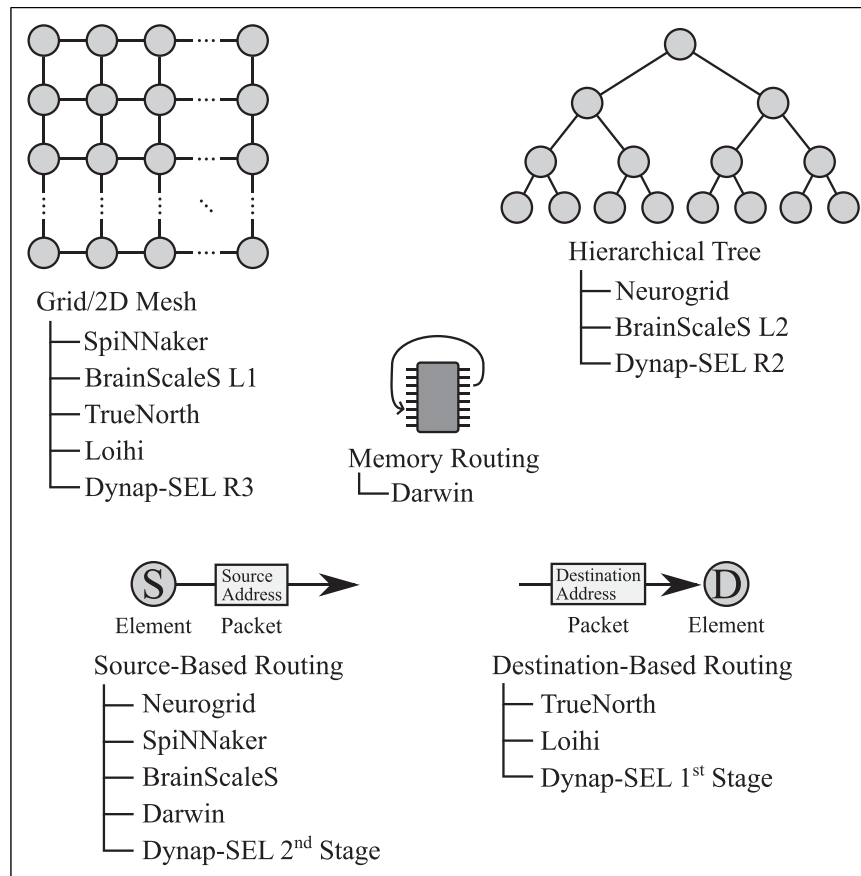 Grid/2D Mesh
SpiNNaker
BrainScaleS L1
TrueNorth
Loihi
Dynap-SEL R3
Hierarchical Tree
Neurogrid
BrainScaleS L2
Dynap-SEL R2
Memory Routing
Darwin
S
Source
Address
Element
Packet
Source-Based Routing
Neurogrid
SpiNNaker
BrainScaleS
Darwin
Dynap-SEL 2nd Stage
Destination
Address
D
Packet
Element
Destination-Based Routing
TrueNorth
Loihi
Dynap-SEL 1st Stage